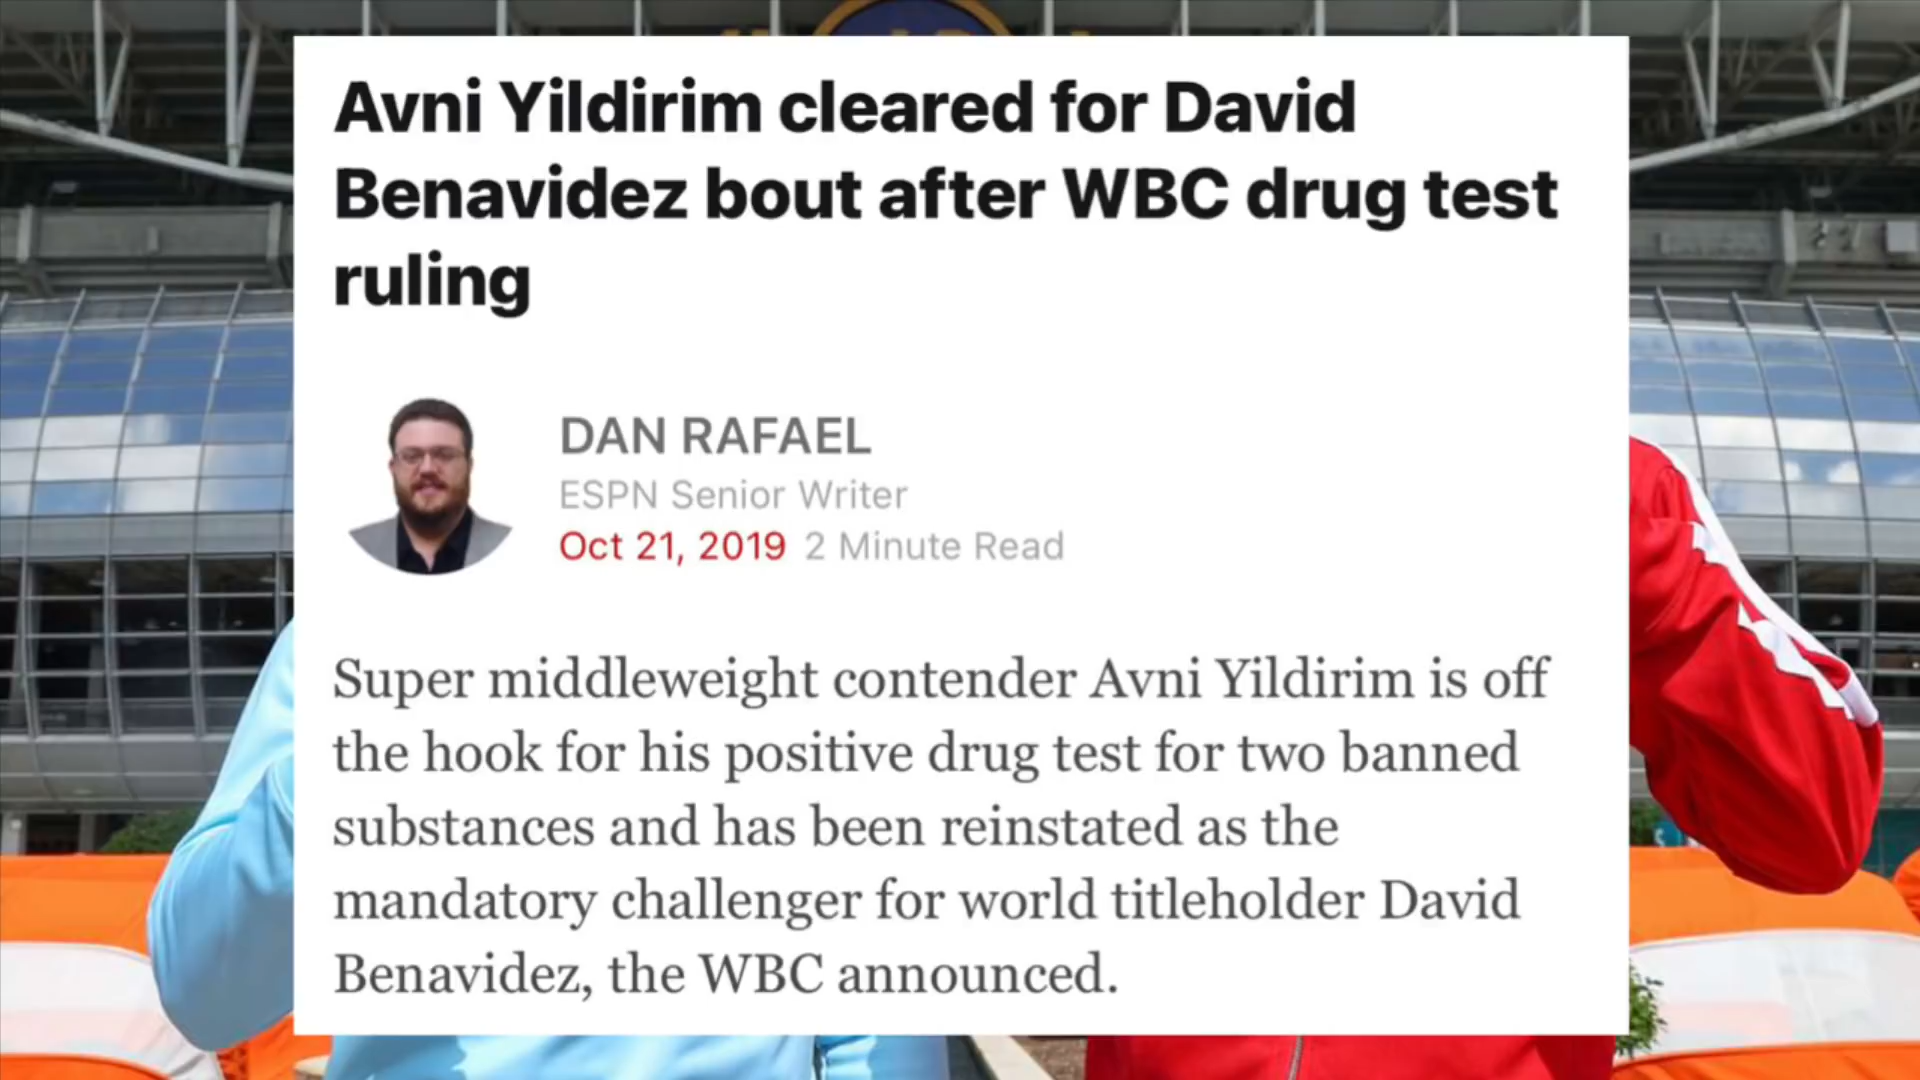 Avni Yildirim cleared for David
Benavidez bout after WBC drug test
ruling
DAN RAFAEL
ESPN Senior Writer
Oct 21, 2019 2 Minute Read
Super middleweight contender Avni Yildirim is off
the hook for his positive drug test for two banned
substances and has been reinstated as the
mandatory challenger for world titleholder David
Benavidez, the WBC announced.